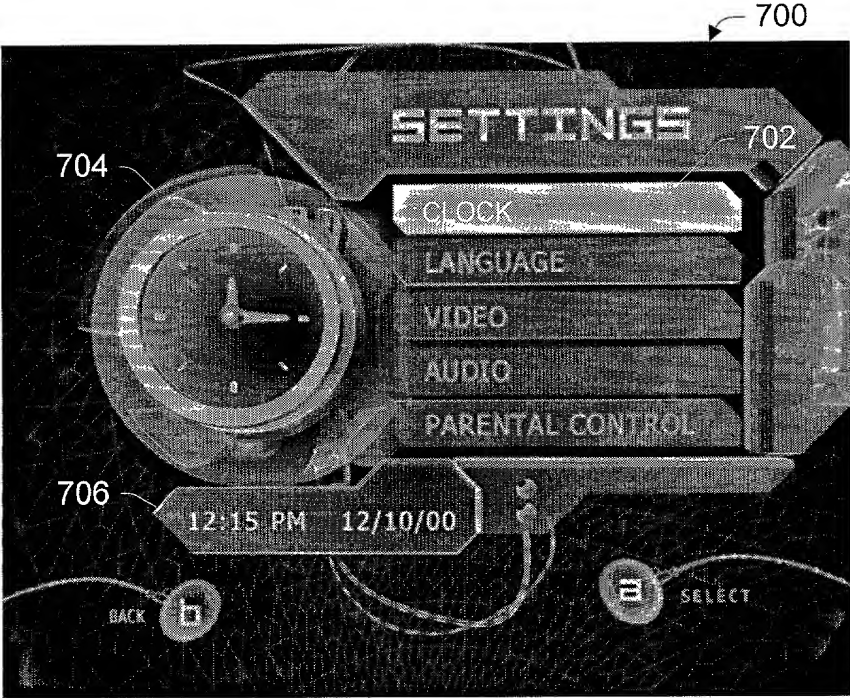 700
SETTINGS
702
704
CLOCK
LANGUAGE
VIDEO
AUDIO
PARENTAL CONTROL
706
12:15 PM 12/10/00
BACK b
a SELECT